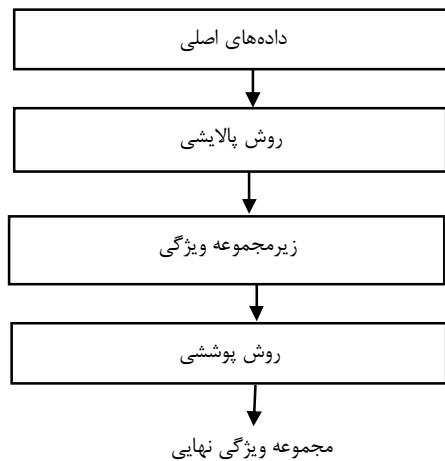 داده‌های اصلی
روش پالایشی
زیرمجموعه ویژگی
روش پوششی
مجموعه ویژگی نهایی